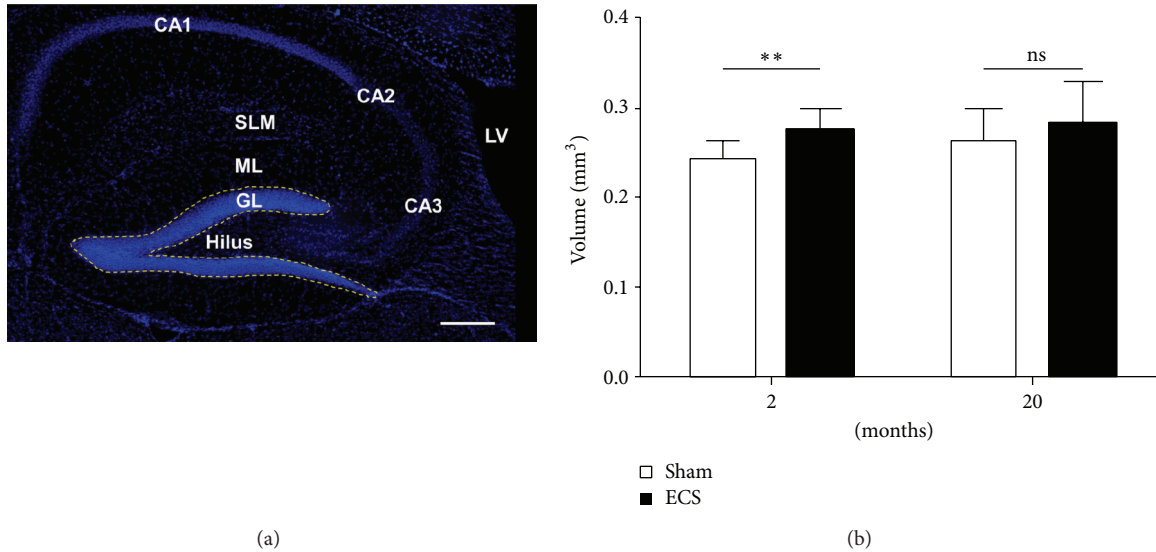 CA1
CA2
SLM
LV
ML
GL
CA3
Hilus
(a)
0.4
0.3
0.2
0.1
0.0
Volume (mm³)
**
ns
2
20
(months)
Sham
ECS
(b)